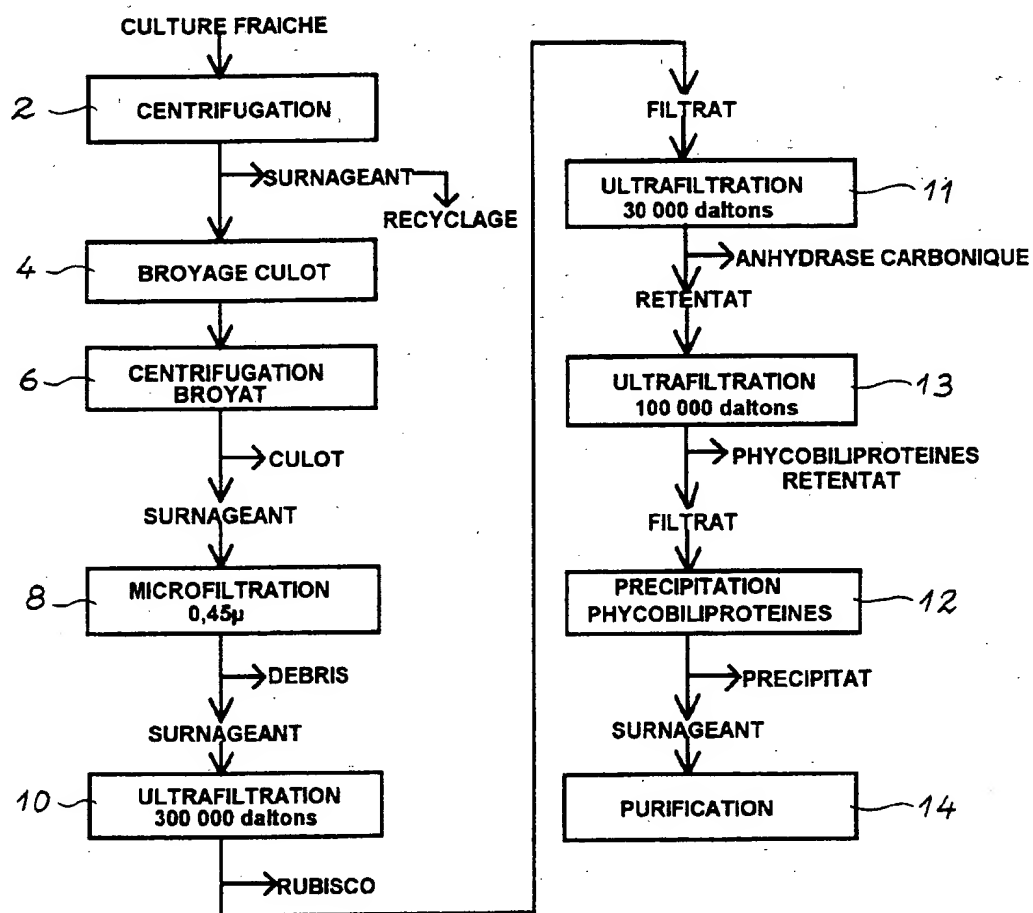 CULTURE FRAICHE
2
CENTRIFUGATION
SURNAGEANT
RECYCLAGE
4
BROYAGE CULOT
6
CENTRIFUGATION
BROYAT
CULOT
SURNAGEANT
8
MICROFILTRATION
0,45µ
DEBRIS
SURNAGEANT
10
ULTRAFILTRATION
300 000 daltons
RUBISCO
FILTRAT
ULTRAFILTRATION
30 000 daltons
11
ANHYDRASE CARBONIQUE
RETENTAT
ULTRAFILTRATION
100 000 daltons
13
PHYCOBILIPROTEINES
RETENTAT
FILTRAT
PRECIPITATION
PHYCOBILIPROTEINES
12
PRECIPITAT
SURNAGEANT
PURIFICATION
14